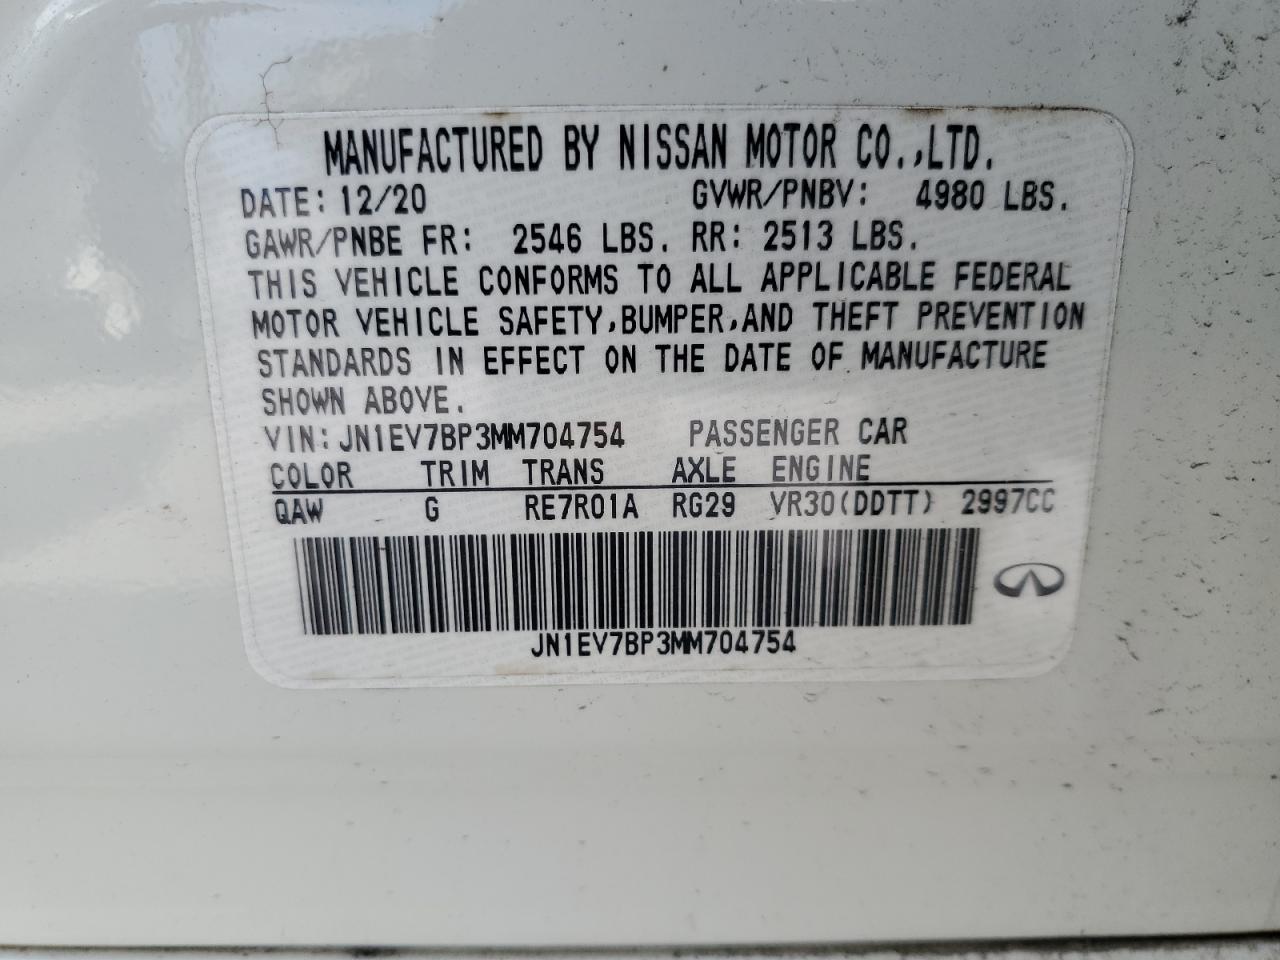 MANUFACTURED BY NISSAN MOTOR CO.,LTD.
DATE: 12/20 GVWR/PNBV: 4980 LBS.
GAWR/PNBE FR: 2546 LBS. RR: 2513 LBS.
THIS VEHICLE CONFORMS TO ALL APPLICABLE FEDERAL
MOTOR VEHICLE SAFETY,BUMPER,AND THEFT PREVENTION
STANDARDS IN EFFECT ON THE DATE OF MANUFACTURE
SHOWN ABOVE.
VIN: JN1EV7BP3MM704754 PASSENGER CAR
COLOR TRIM TRANS AXLE ENGINE
QAW G RE7R01A RG29 VR30(DDTT) 2997CC
JN1EV7BP3MM704754